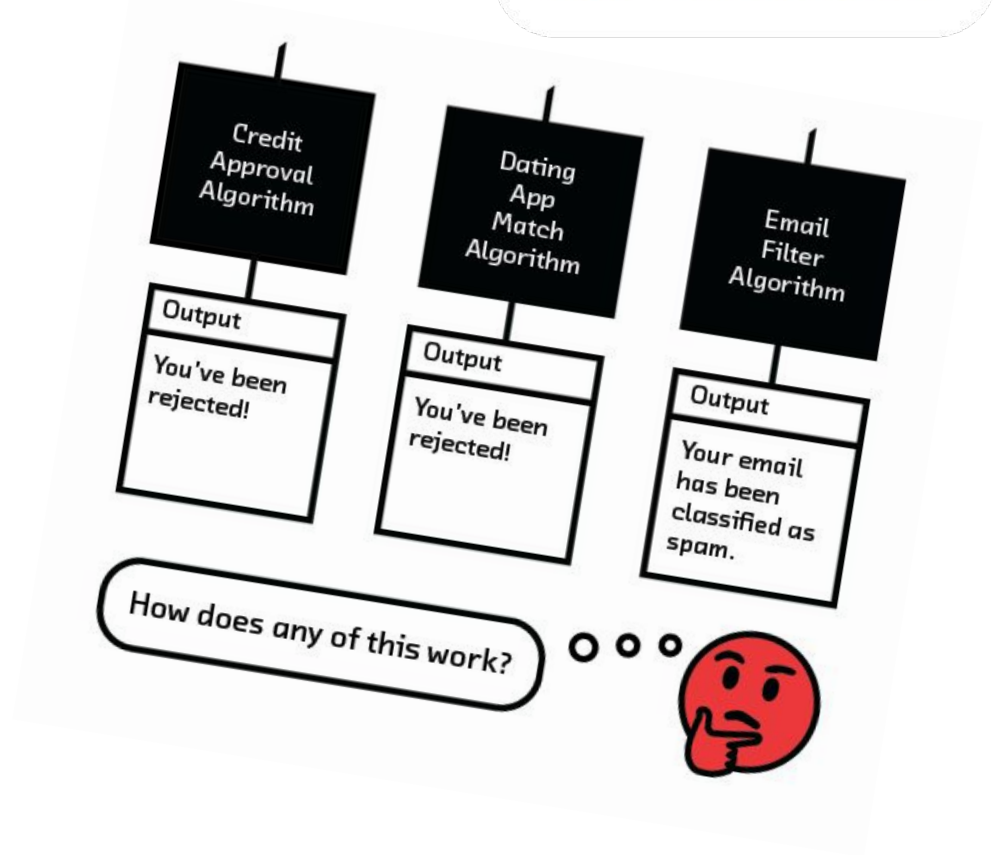 Credit
Approval
Algorithm
Dating
App
Match
Algorithm
Email
Filter
Algorithm
Output
You've been
rejected!
Output
You've been
rejected!
Output
Your email
has been
classified as
spam.
How does any of this work?